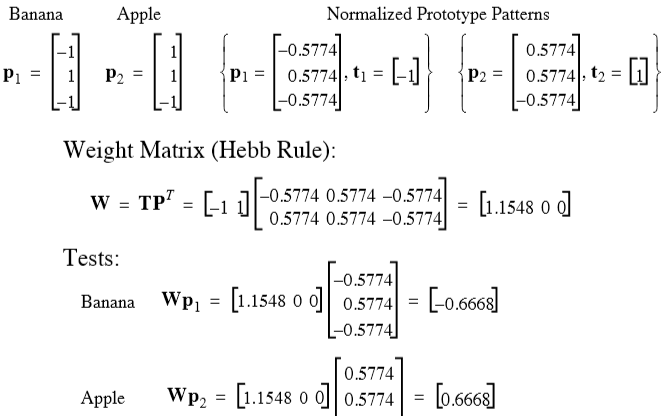 Banana Apple Normalized Prototype Patterns
p₁ = [−1 1 −1] p₂ = [1 1 −1] {p₁ = [−0.5774 0.5774 −0.5774], t₁ = [−1]} {p₂ = [0.5774 0.5774 −0.5774], t₂ = [1]}
Weight Matrix (Hebb Rule):
W = TPᵀ = [−1 1] [−0.5774 0.5774 −0.5774 0.5774 0.5774 −0.5774] = [1.1548 0 0]
Tests:
Banana Wp₁ = [1.1548 0 0] [−0.5774 0.5774 −0.5774] = [−0.6668]
Apple Wp₂ = [1.1548 0 0] [0.5774 0.5774 = [0.6668]